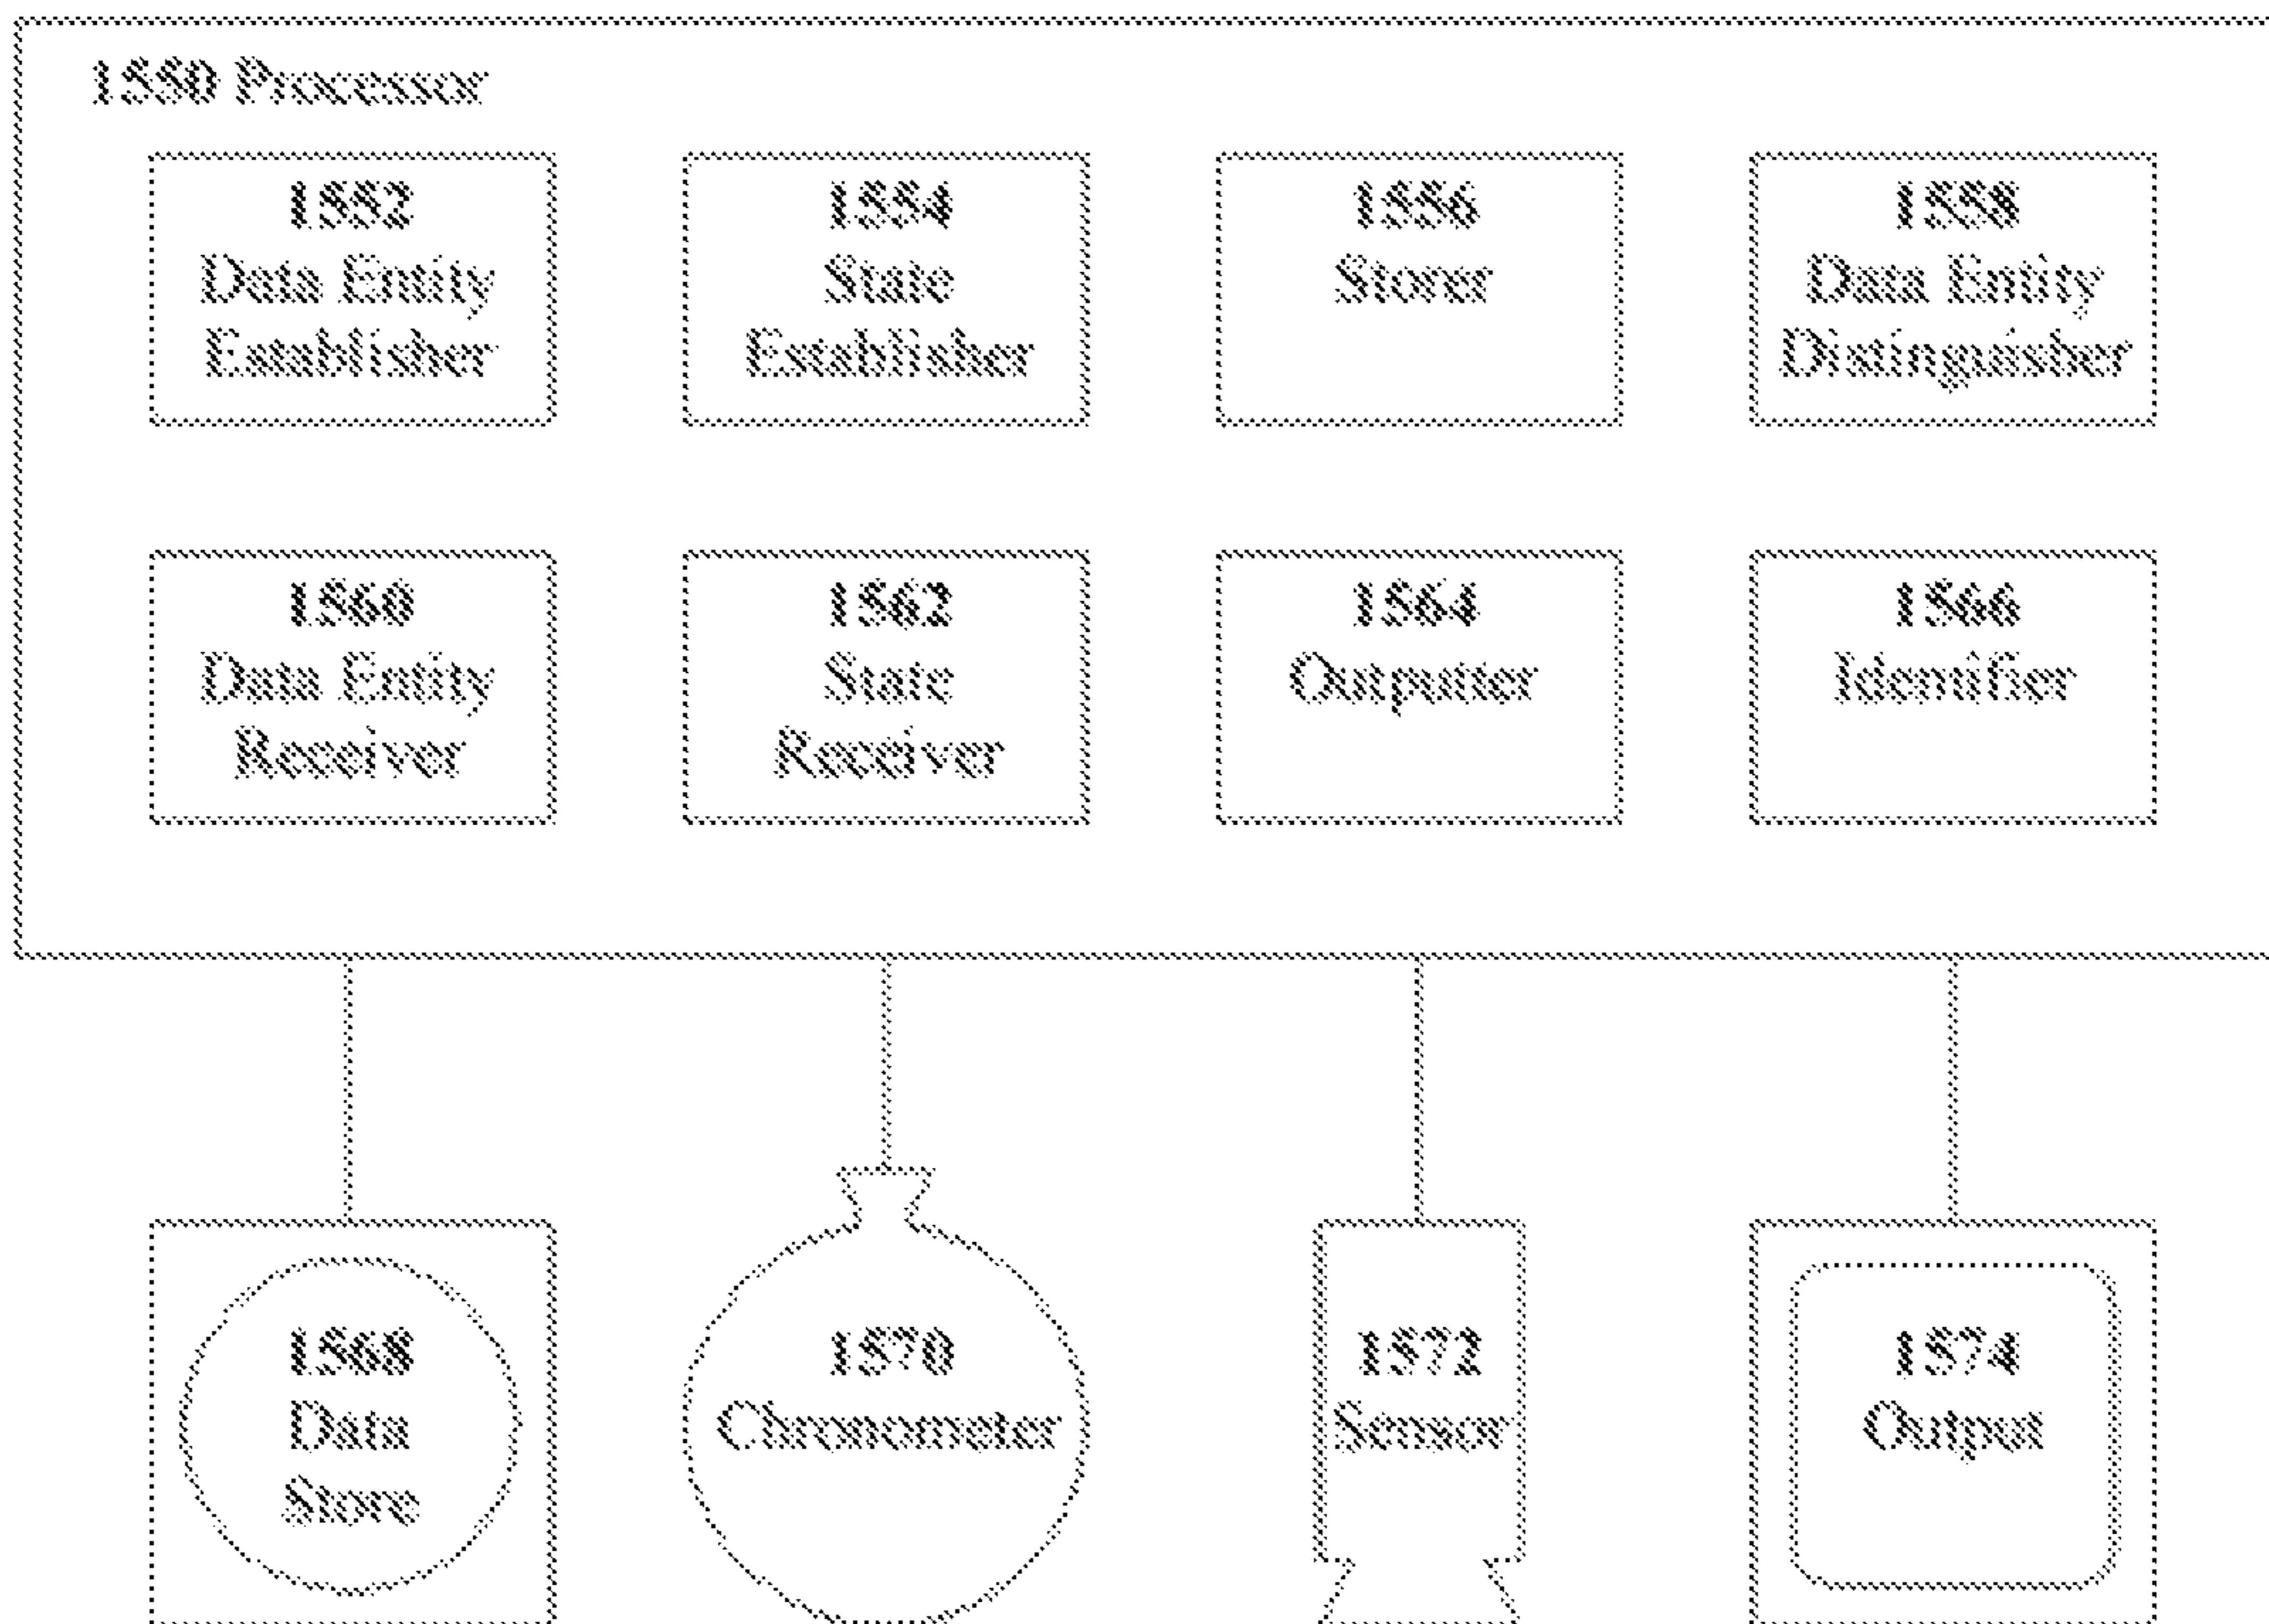 1550 Processor
1552
Data Entity
Establisher
1554
State
Establisher
1556
Storer
1558
Data Entity
Distinguisher
1560
Data Entity
Receiver
1562
State
Receiver
1564
Outputter
1566
Identifier
1568
Data
Store
1570
Chronometer
1572
Sensor
1574
Output